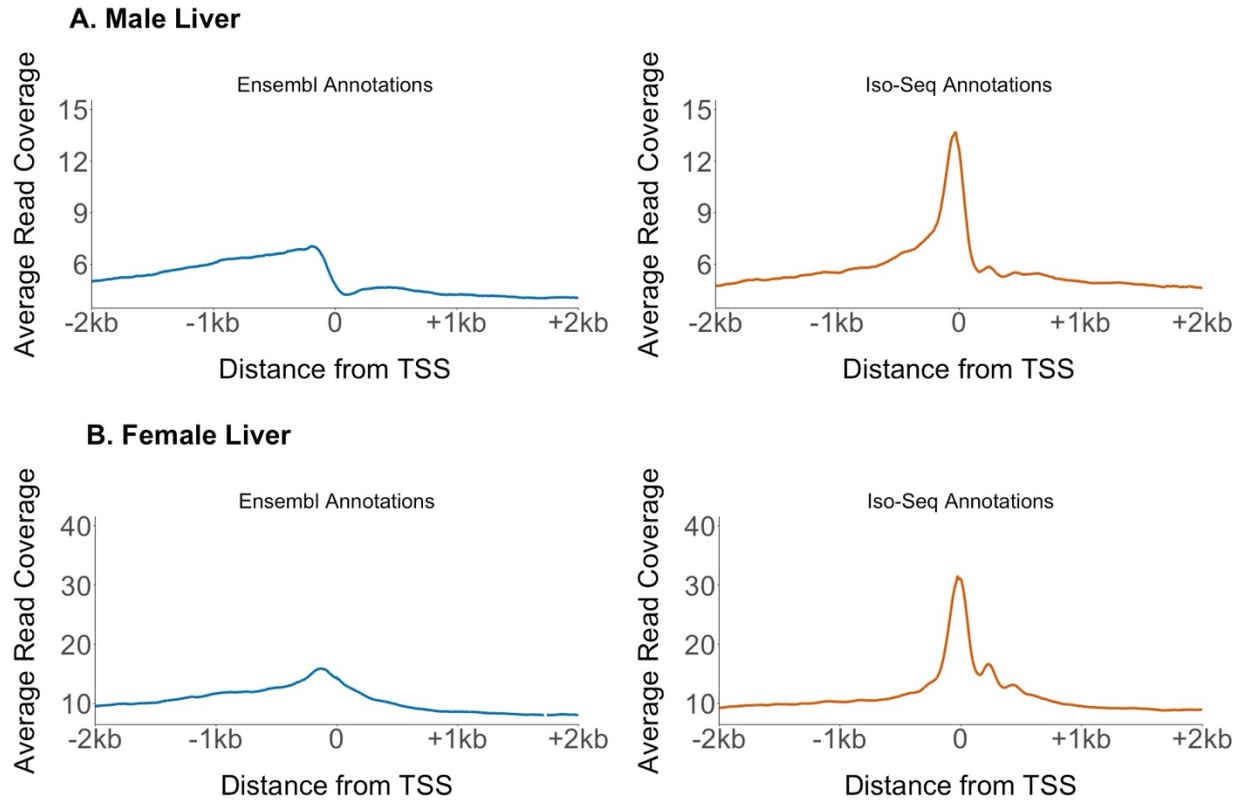 A. Male Liver
Ensembl Annotations
Average Read Coverage
15
12
9
6
-2kb -1kb 0 +1kb +2kb
Distance from TSS
Iso-Seq Annotations
Average Read Coverage
15
12
9
6
-2kb -1kb 0 +1kb +2kb
Distance from TSS
B. Female Liver
Ensembl Annotations
Average Read Coverage
40
30
20
10
-2kb -1kb 0 +1kb +2kb
Distance from TSS
Iso-Seq Annotations
Average Read Coverage
40
30
20
10
-2kb -1kb 0 +1kb +2kb
Distance from TSS